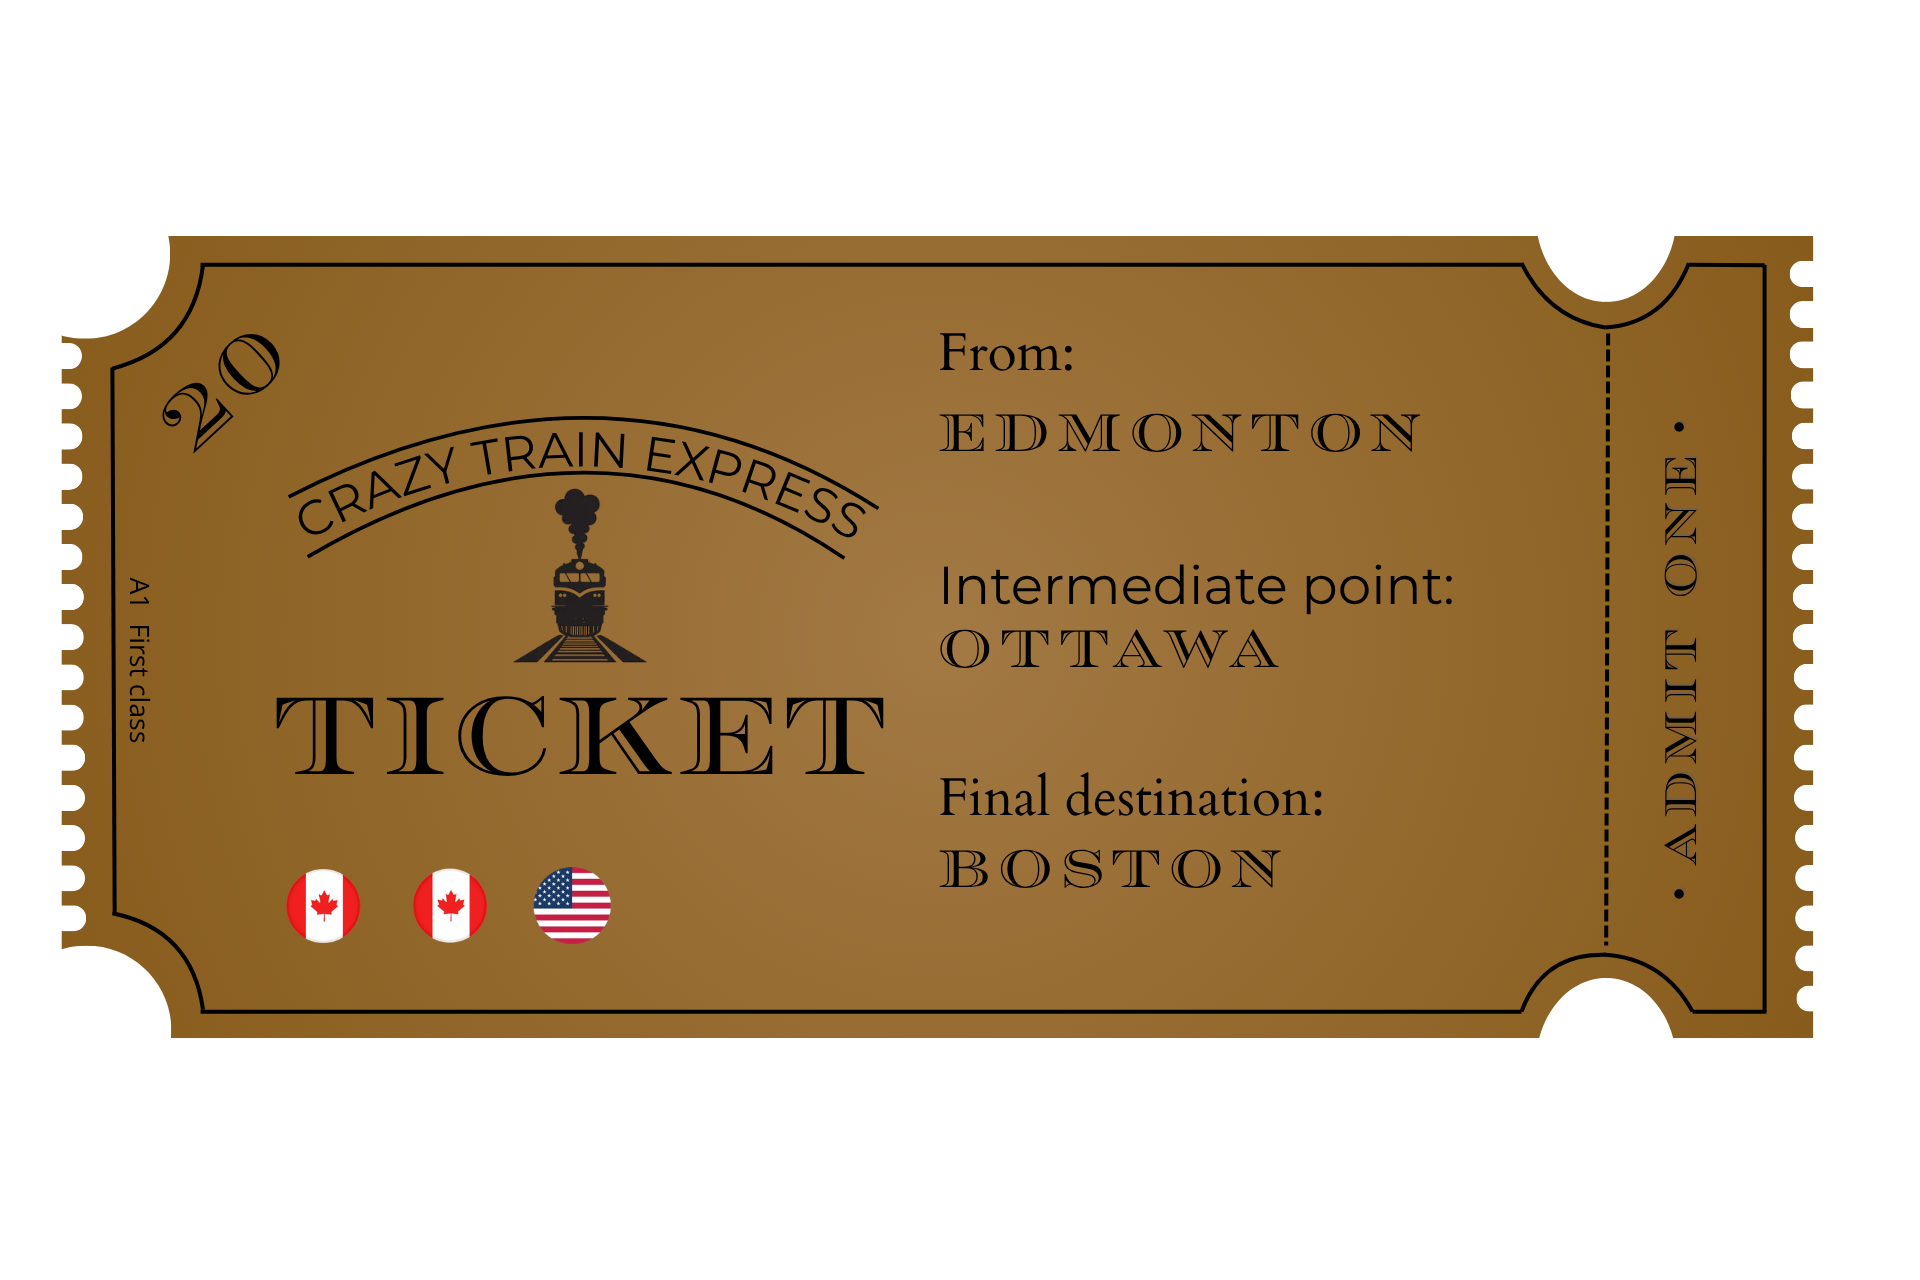 20
CRAZY TRAIN EXPRESS
TICKET
A1 First class
From:
EDMONTON
Intermediate point:
OTTAWA
Final destination:
BOSTON
• ADMIT ONE •